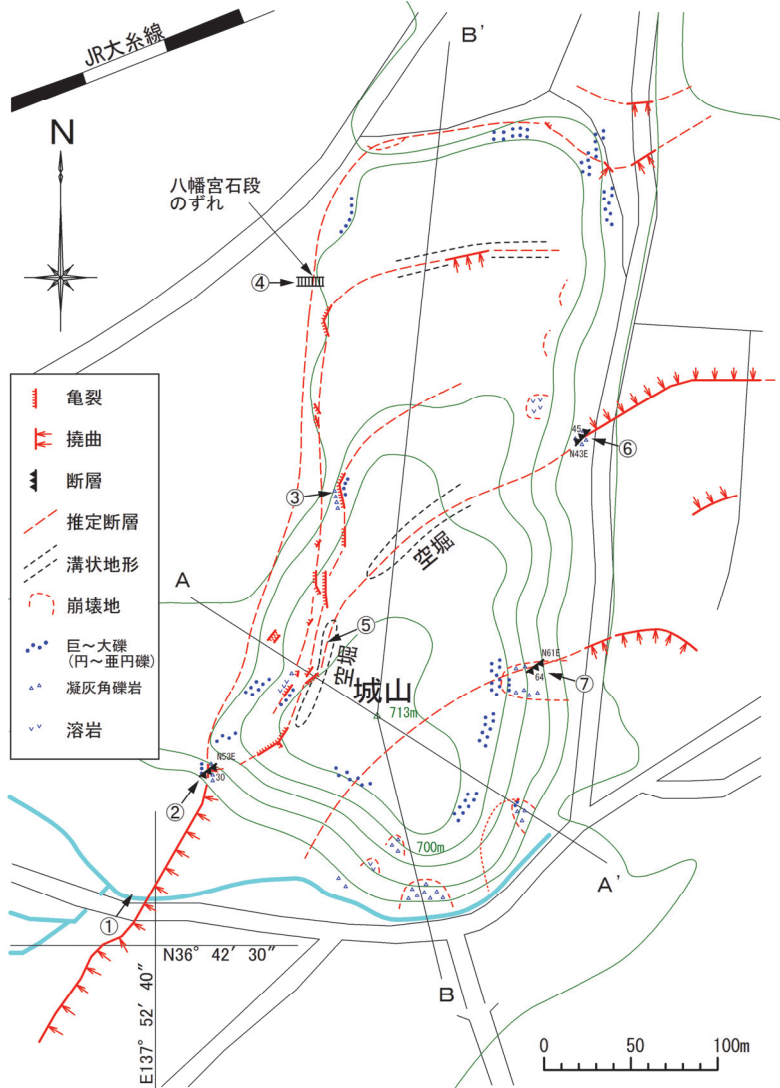 JR大糸線
B'
N
八幡宮石段
のずれ
④
亀裂
撓曲
断層
推定断層
溝状地形
崩壊地
巨～大礫
(円～亜円礫)
凝灰角礫岩
溶岩
45
N43E
⑥
③
空堀
A
⑤
空堀
城山
713m
N61E
64
⑦
N53E
30
②
700m
①
A'
N36° 42′ 30″
E137° 52′ 40″
B
0 50 100m